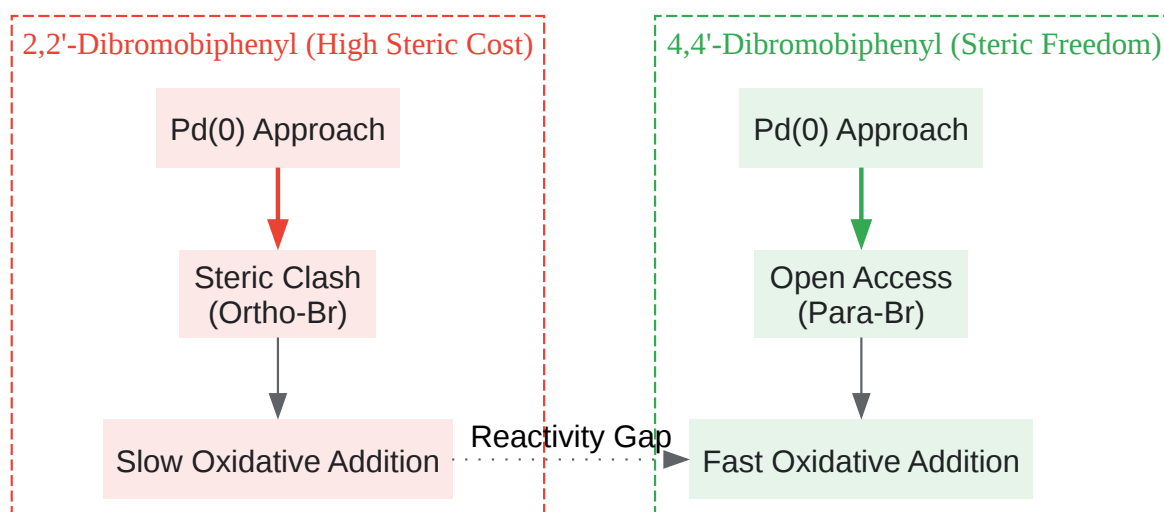 2,2'-Dibromobiphenyl (High Steric Cost)
Pd(0) Approach
Steric Clash
(Ortho-Br)
Slow Oxidative Addition
Reactivity Gap
4,4'-Dibromobiphenyl (Steric Freedom)
Pd(0) Approach
Open Access
(Para-Br)
Fast Oxidative Addition